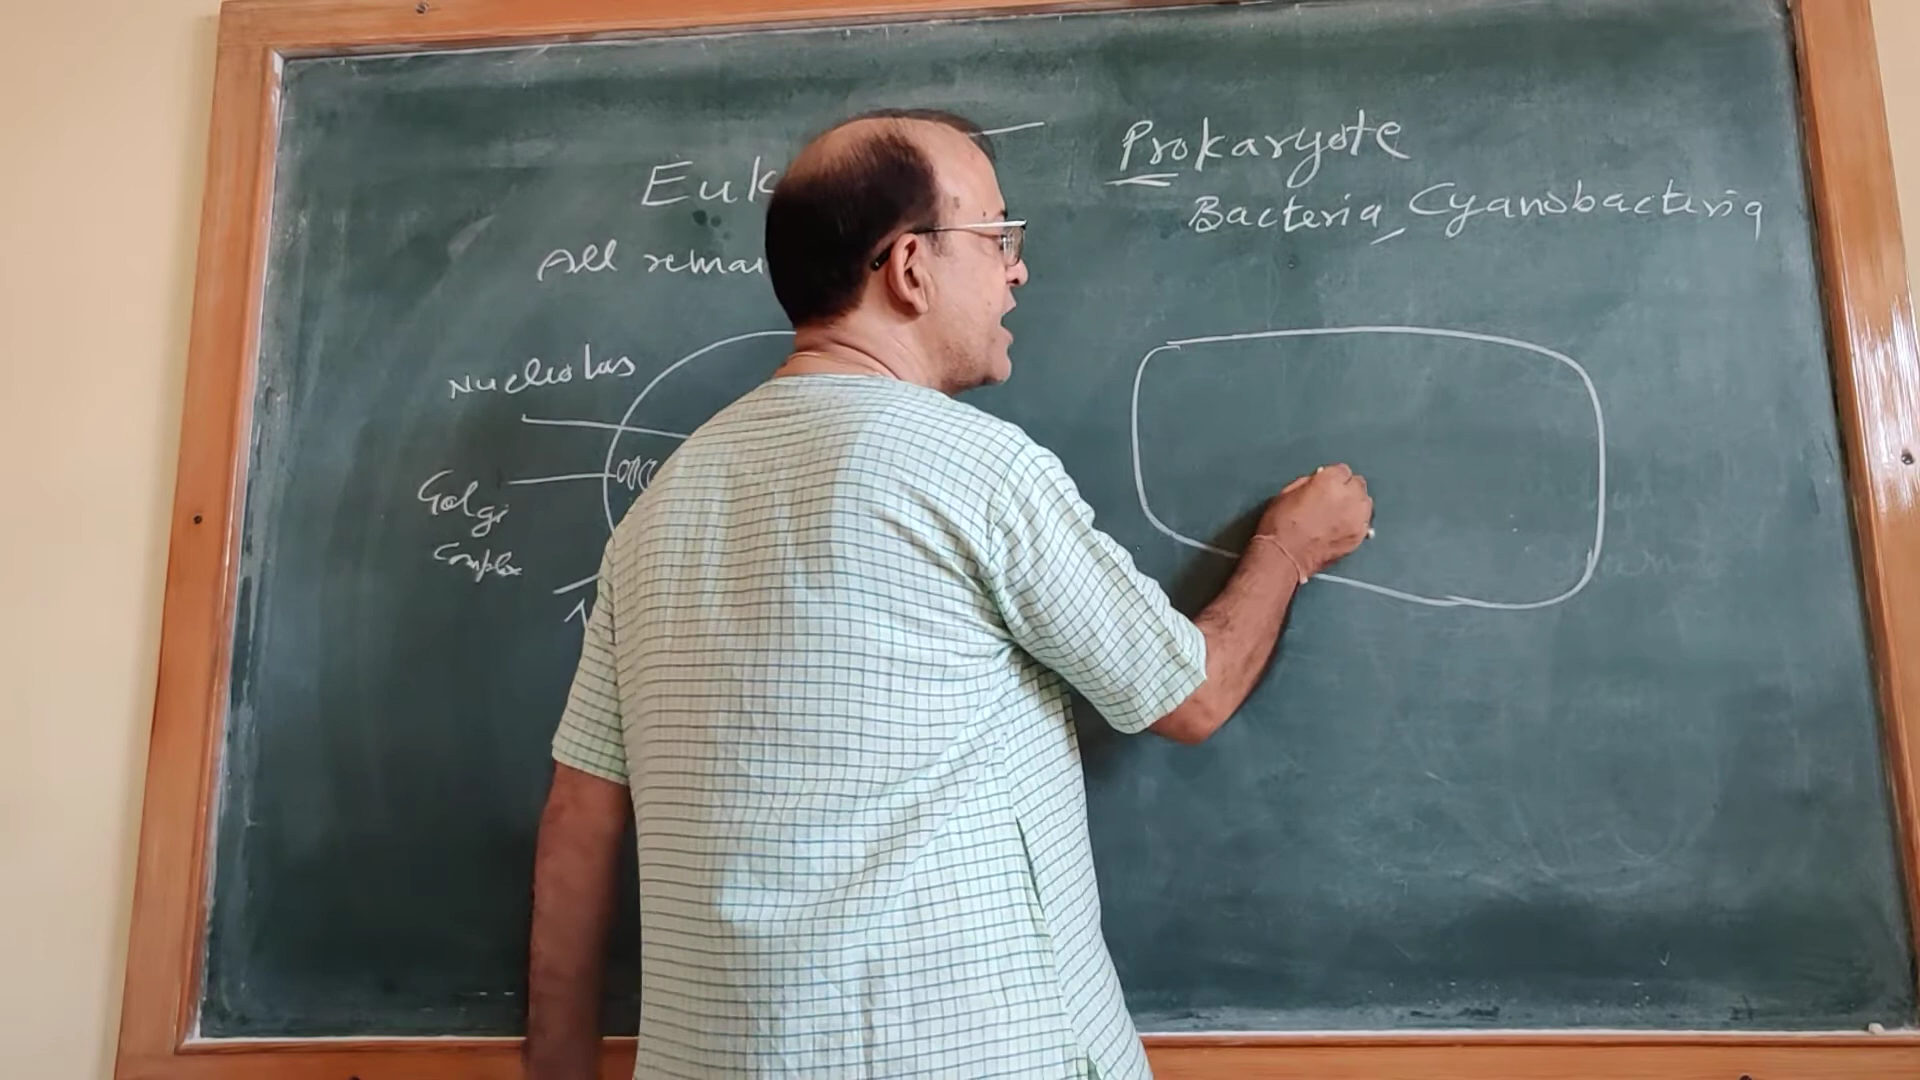 Prokaryote
Bacteria, Cyanobacteria
Euk
All remai
Nucleolus
Golgi
Complex